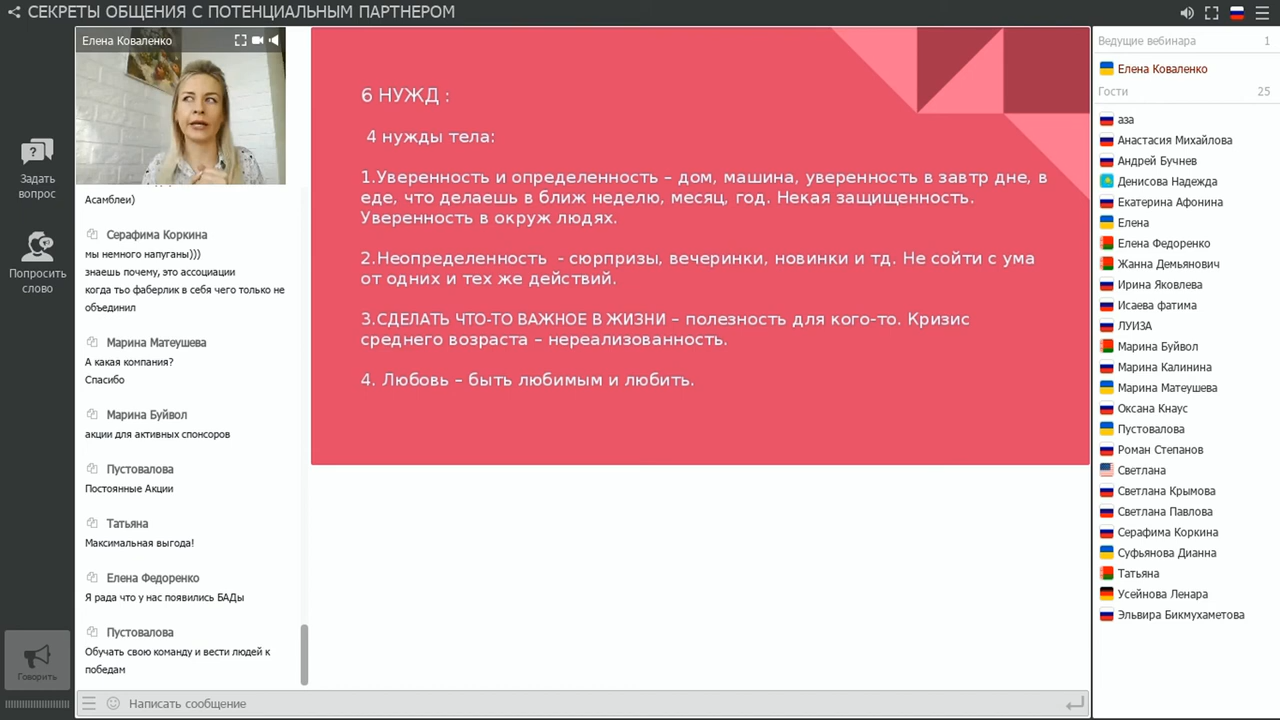 СЕКРЕТЫ ОБЩЕНИЯ С ПОТЕНЦИАЛЬНЫМ ПАРТНЕРОМ
Задать
вопрос
Попросить
слово
Говорить
Елена Коваленко
Асамблеи)
Серафима Коркина
мы немного напуганы)))
знаешь почему, это ассоциации
когда тьо фаберлик в себя чего только не
объединил
Марина Матеушева
А какая компания?
Спасибо
Марина Буйвол
акции для активных спонсоров
Пустовалова
Постоянные Акции
Татьяна
Максимальная выгода!
Елена Федоренко
Я рада что у нас появились БАДы
Пустовалова
Обучать свою команду и вести людей к
победам
Написать сообщение
6 НУЖД :
4 нужды тела:
1.Уверенность и определенность – дом, машина, уверенность в завтр дне, в
еде, что делаешь в ближ неделю, месяц, год. Некая защищенность.
Уверенность в окруж людях.
2.Неопределенность - сюрпризы, вечеринки, новинки и тд. Не сойти с ума
от одних и тех же действий.
3.СДЕЛАТЬ ЧТО-ТО ВАЖНОЕ В ЖИЗНИ – полезность для кого-то. Кризис
среднего возраста – нереализованность.
4. Любовь – быть любимым и любить.
Ведущие вебинара 1
Елена Коваленко
Гости 25
аза
Анастасия Михайлова
Андрей Бучнев
Денисова Надежда
Екатерина Афонина
Елена
Елена Федоренко
Жанна Демьянович
Ирина Яковлева
Исаева фатима
ЛУИЗА
Марина Буйвол
Марина Калинина
Марина Матеушева
Оксана Кнаус
Пустовалова
Роман Степанов
Светлана
Светлана Крымова
Светлана Павлова
Серафима Коркина
Суфьянова Дианна
Татьяна
Усейнова Ленара
Эльвира Бикмухаметова